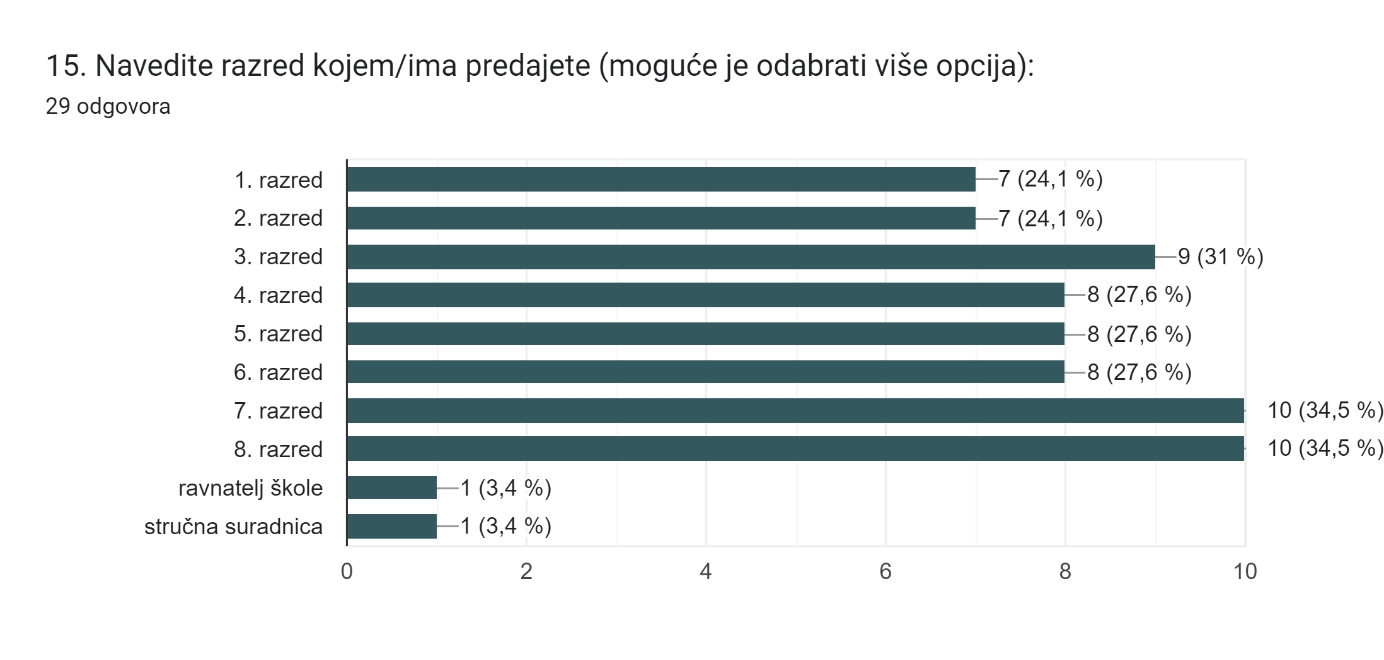 15. Navedite razred kojem/ima predajete (moguće je odabrati više opcija):
29 odgovora
1. razred 7 (24,1 %)
2. razred 7 (24,1 %)
3. razred 9 (31 %)
4. razred 8 (27,6 %)
5. razred 8 (27,6 %)
6. razred 8 (27,6 %)
7. razred 10 (34,5 %)
8. razred 10 (34,5 %)
ravnatelj škole 1 (3,4 %)
stručna suradnica 1 (3,4 %)
0 2 4 6 8 10